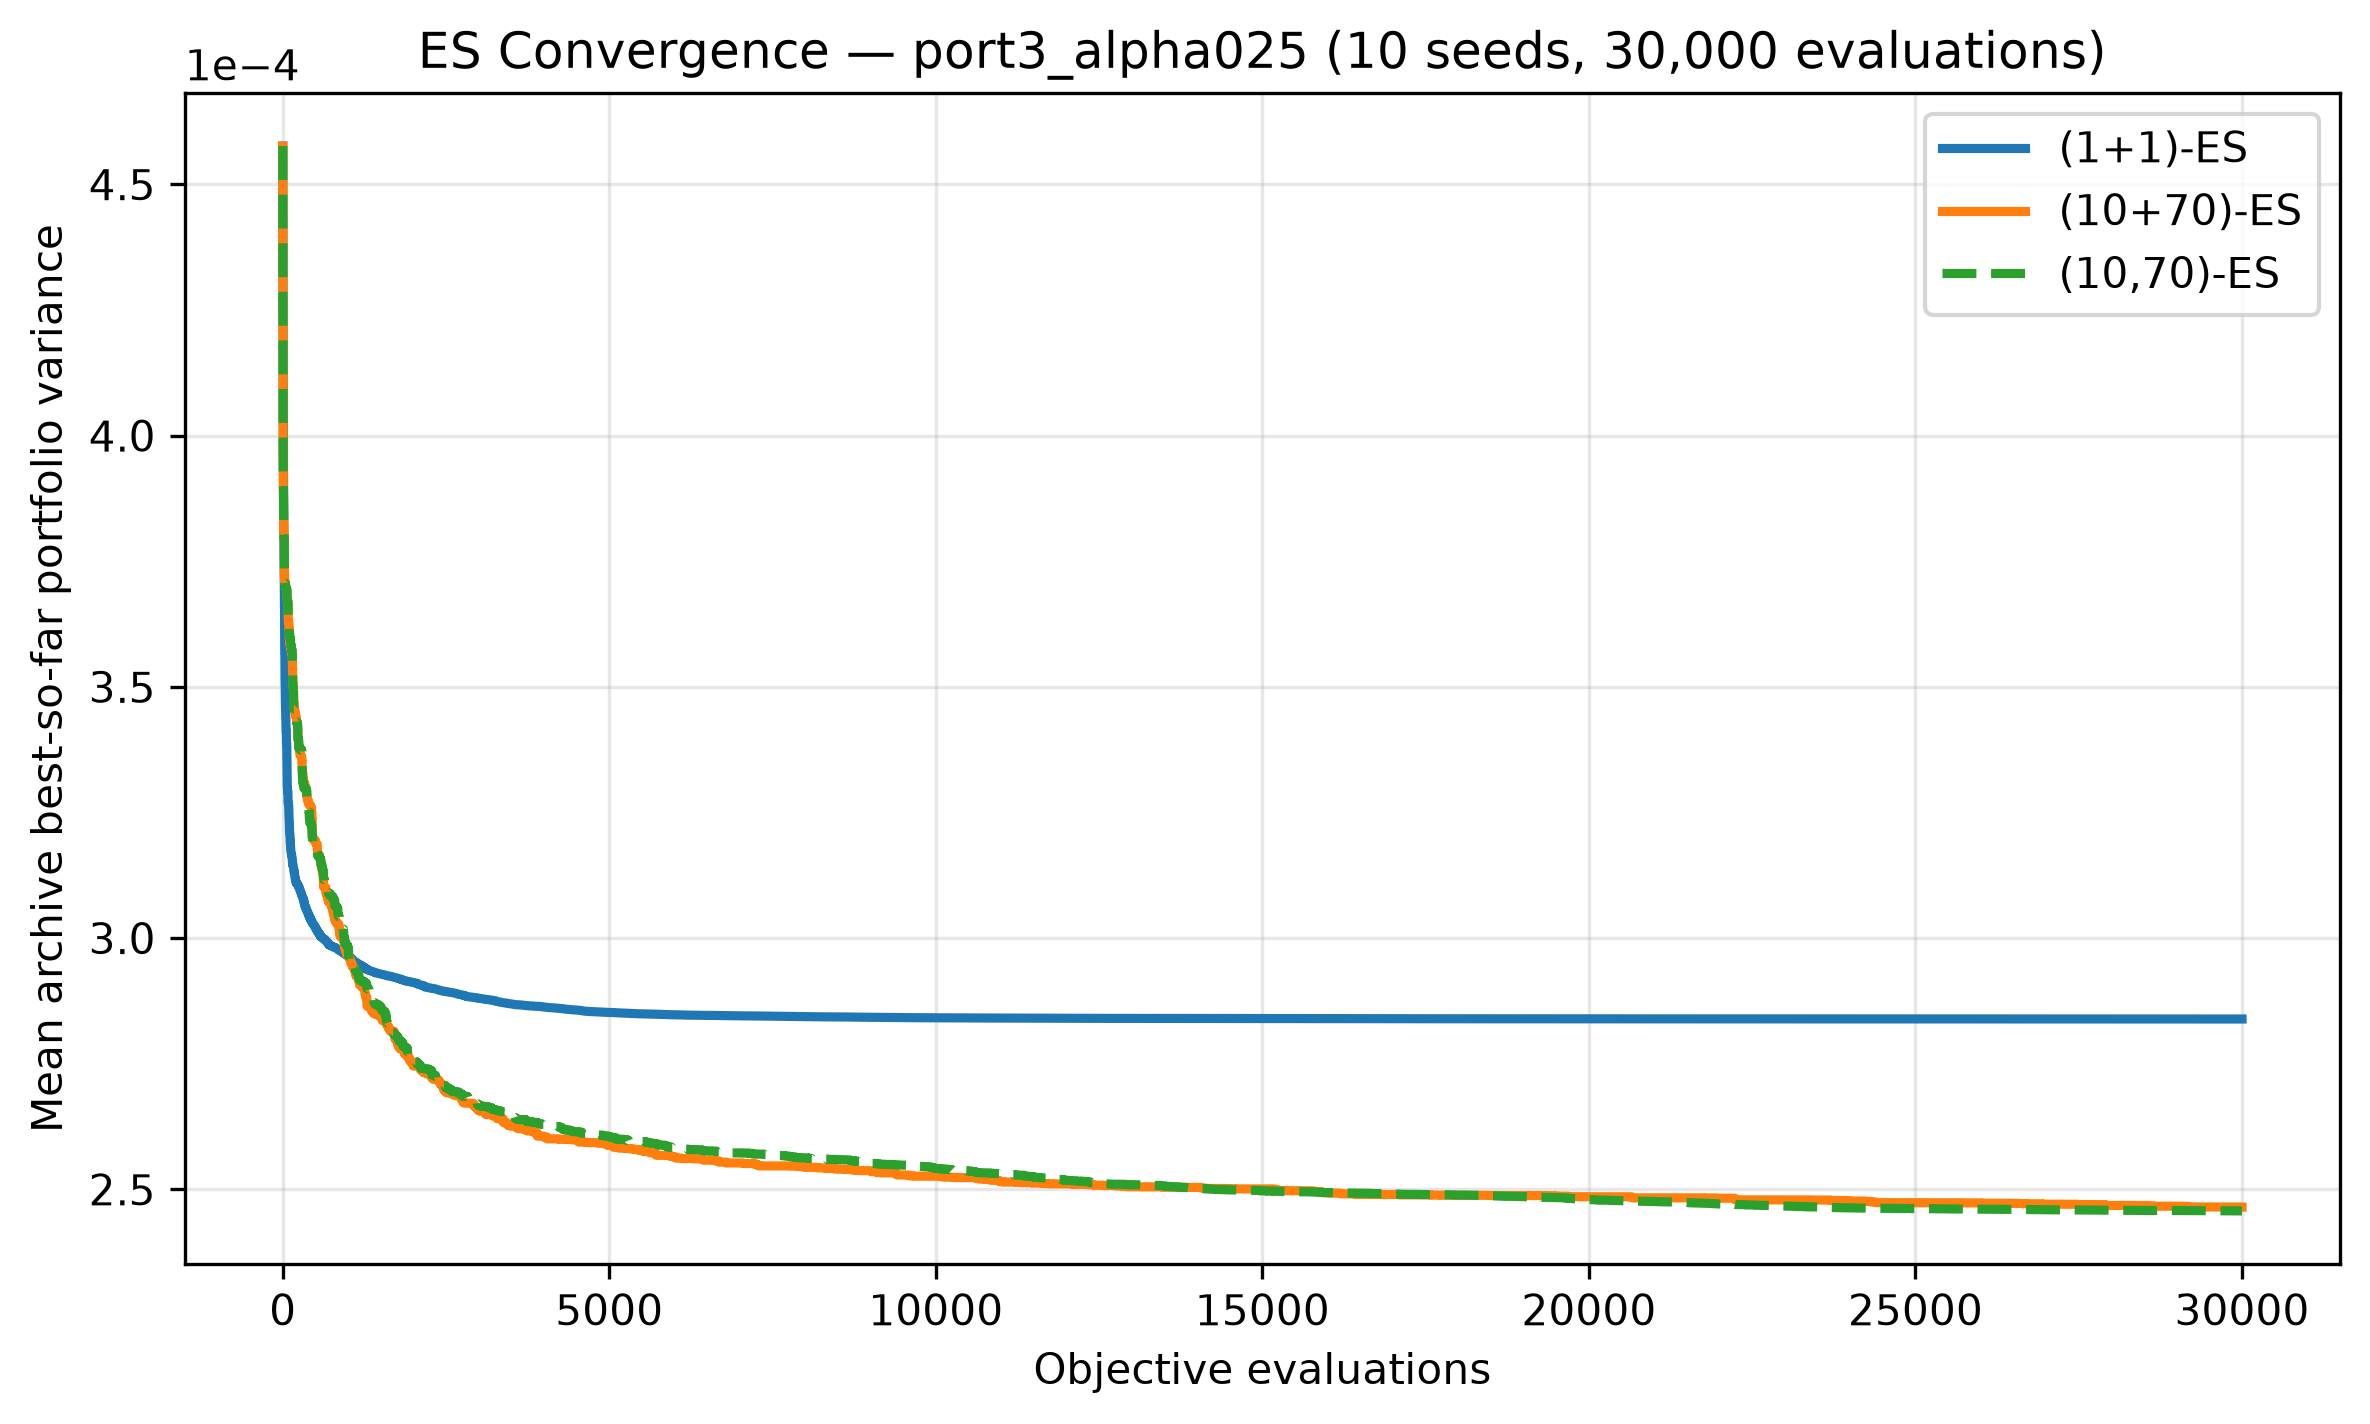 ES Convergence — port3_alpha025 (10 seeds, 30,000 evaluations)
1e−4
Mean archive best-so-far portfolio variance
4.5
4.0
3.5
3.0
2.5
(1+1)-ES
(10+70)-ES
(10,70)-ES
0 5000 10000 15000 20000 25000 30000
Objective evaluations